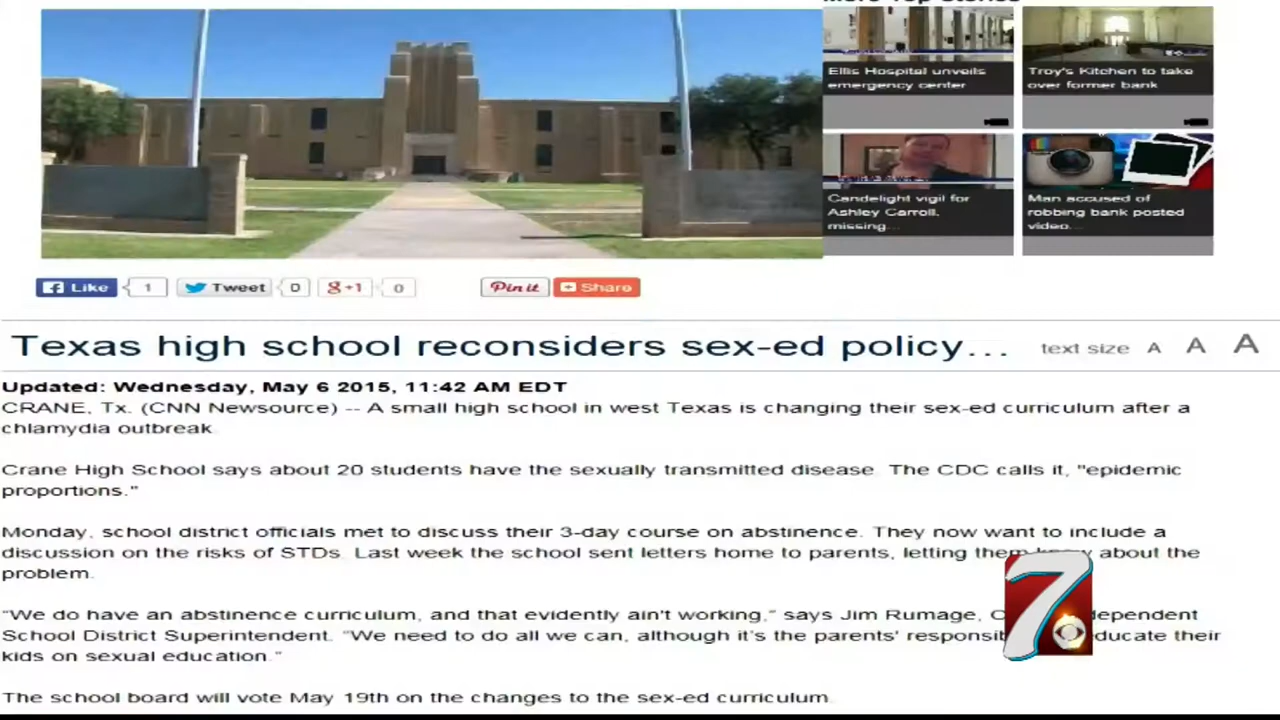 More Top Stories
Ellis Hospital unveils
emergency center
Troy's Kitchen to take
over former bank
Candelight vigil for
Ashley Carroll,
missing...
Man accused of
robbing bank posted
video...
Like 1 Tweet 0 g+1 0 Pin it Share
Texas high school reconsiders sex-ed policy...
text size A A A
Updated: Wednesday, May 6 2015, 11:42 AM EDT
CRANE, Tx. (CNN Newsource) -- A small high school in west Texas is changing their sex-ed curriculum after a
chlamydia outbreak.
Crane High School says about 20 students have the sexually transmitted disease. The CDC calls it, "epidemic
proportions."
Monday, school district officials met to discuss their 3-day course on abstinence. They now want to include a
discussion on the risks of STDs. Last week the school sent letters home to parents, letting them know about the
problem.
"We do have an abstinence curriculum, and that evidently ain't working," says Jim Rumage,
School District Superintendent. "We need to do all we can, although it's the parents' educate their
kids on sexual education."
The school board will vote May 19th on the changes to the sex-ed curriculum.
7